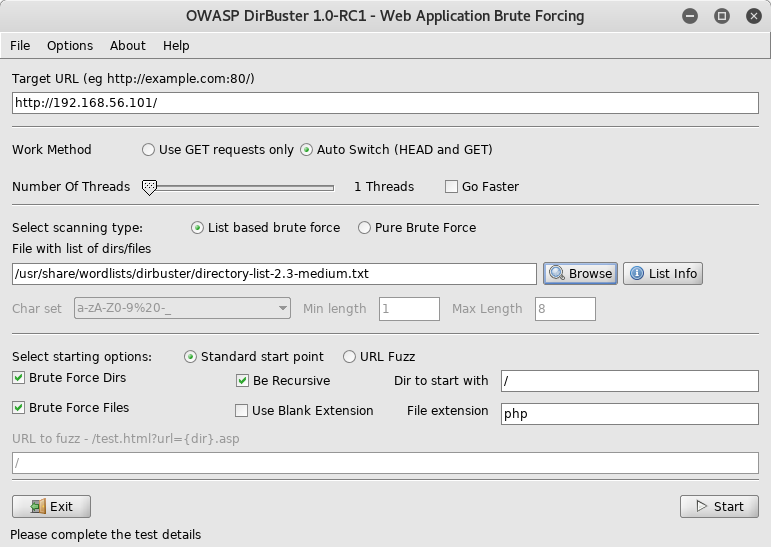 OWASP DirBuster 1.0-RC1 - Web Application Brute Forcing
File Options About Help
Target URL (eg http://example.com:80/)
http://192.168.56.101/
Work Method Use GET requests only Auto Switch (HEAD and GET)
Number Of Threads 1 Threads Go Faster
Select scanning type: List based brute force Pure Brute Force
File with list of dirs/files
/usr/share/wordlists/dirbuster/directory-list-2.3-medium.txt Browse List Info
Char set a-zA-Z0-9%20-_ Min length 1 Max Length 8
Select starting options: Standard start point URL Fuzz
Brute Force Dirs Be Recursive Dir to start with /
Brute Force Files Use Blank Extension File extension php
URL to fuzz - /test.html?url={dir}.asp
/
Exit Start
Please complete the test details